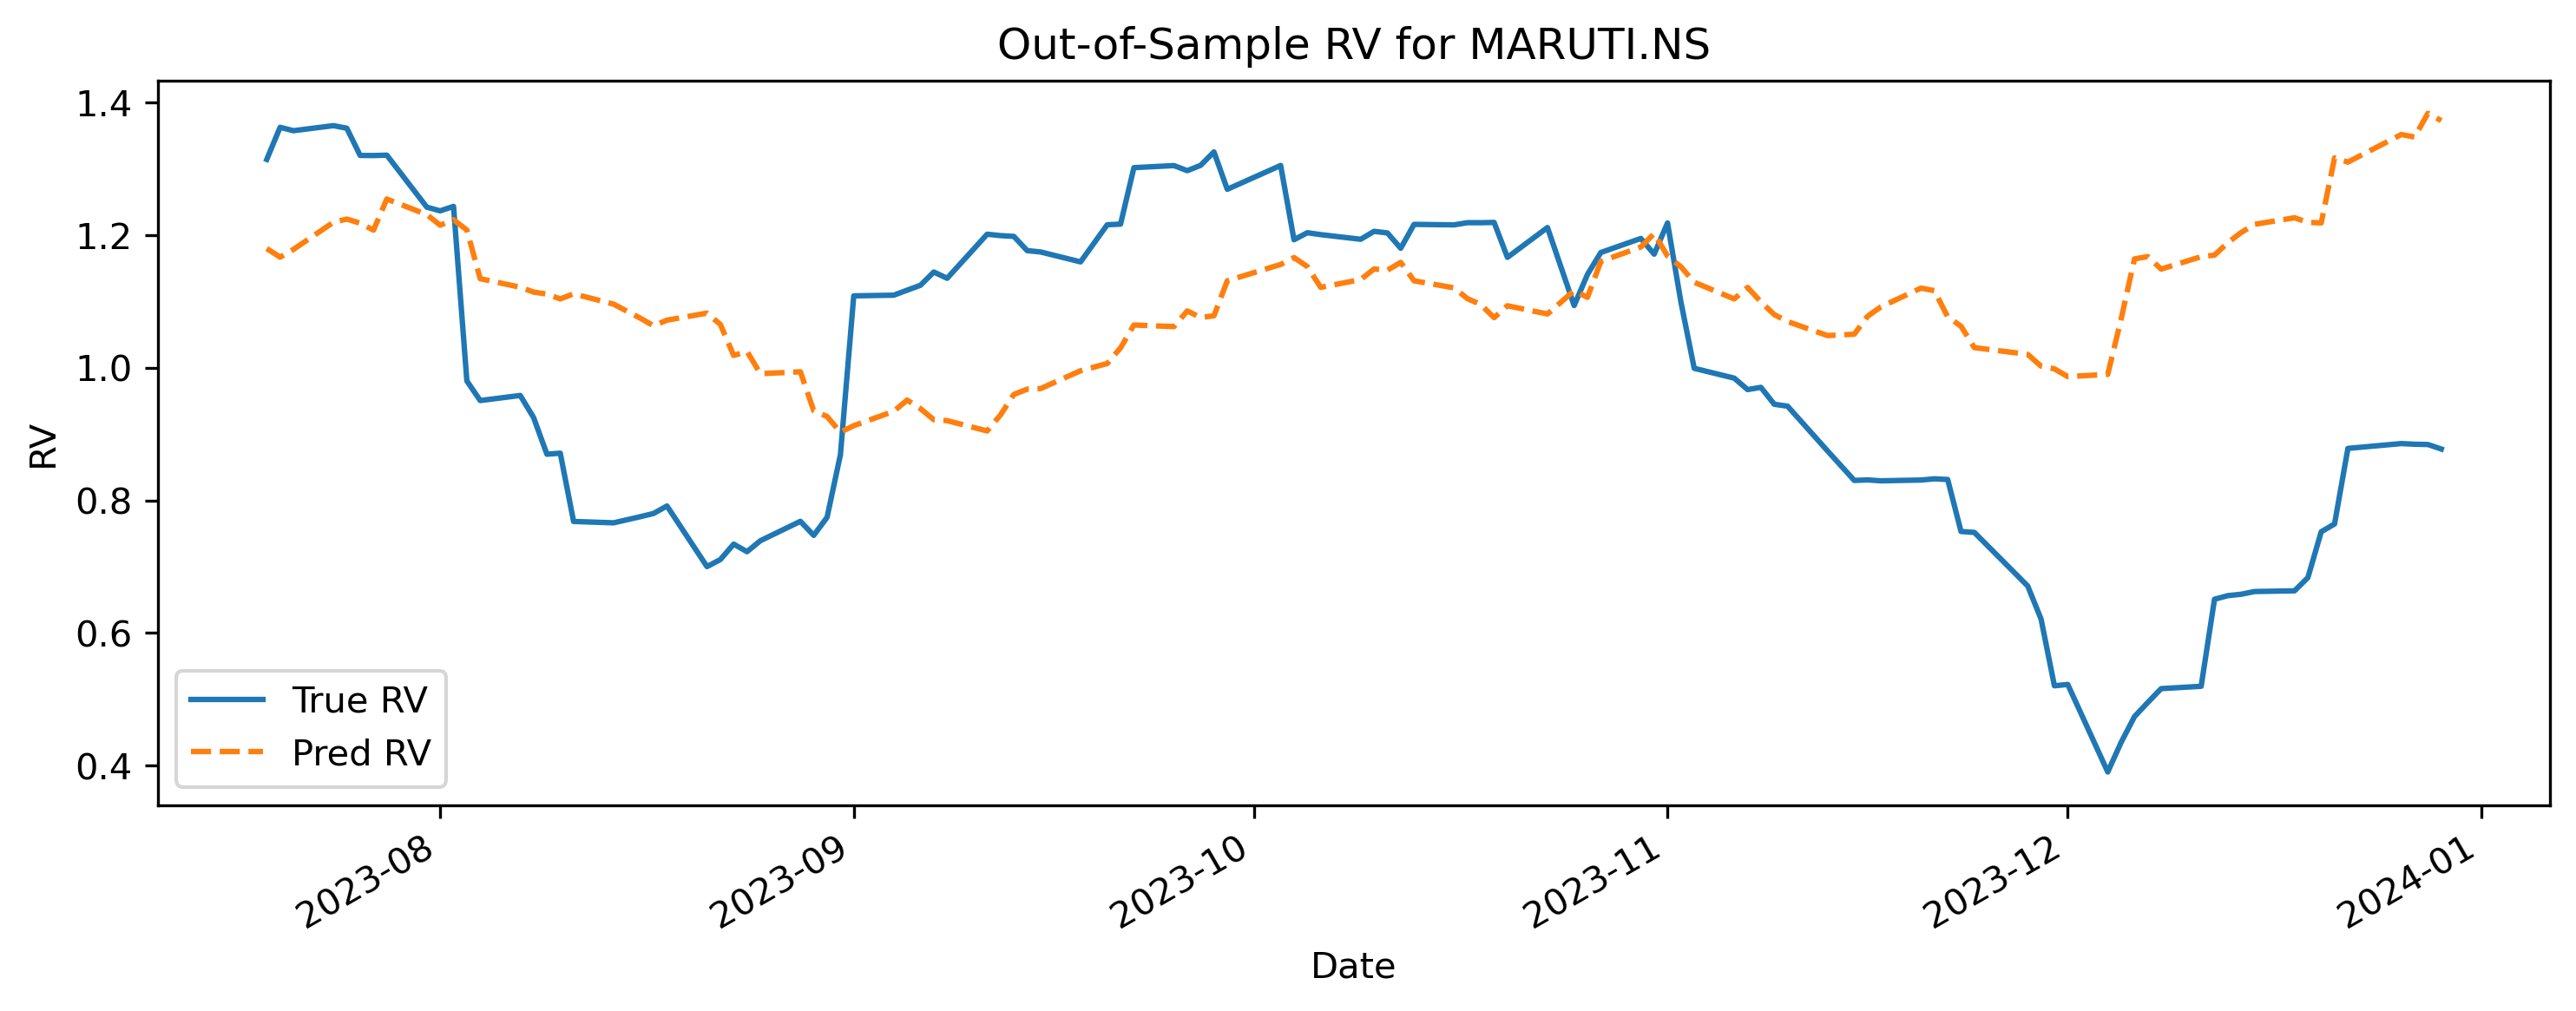 Out-of-Sample RV for MARUTI.NS
RV
1.4
1.2
1.0
0.8
0.6
0.4
True RV
Pred RV
2023-08
2023-09
2023-10
2023-11
2023-12
2024-01
Date